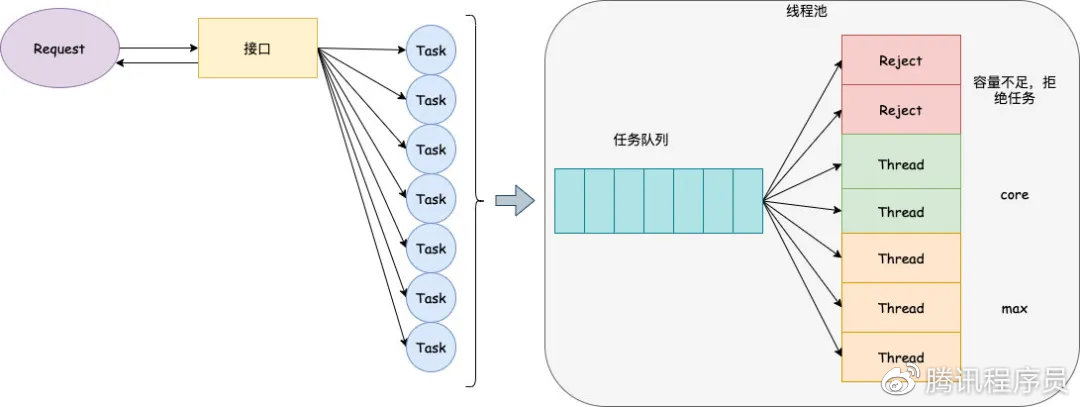 Request
接口
Task
Task
Task
Task
Task
Task
Task
线程池
任务队列
Reject
Reject
Thread
Thread
Thread
Thread
Thread
容量不足，拒
绝任务
core
max
腾讯程序员